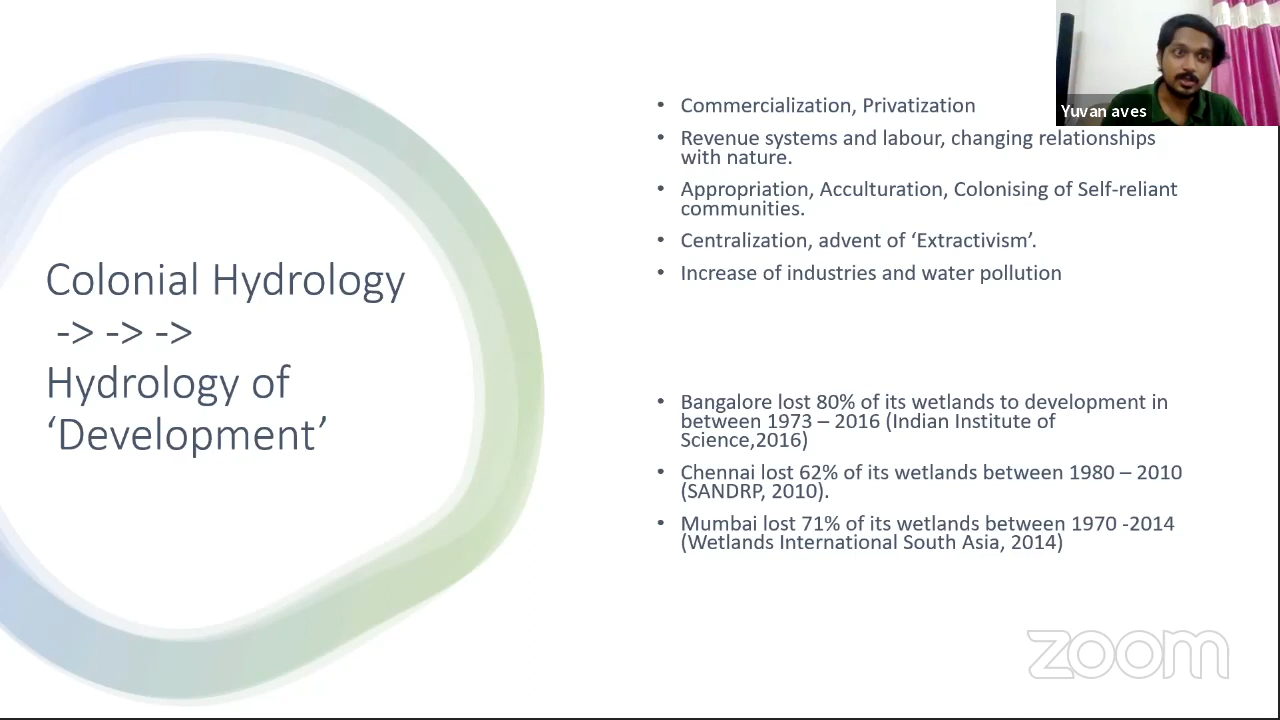 Colonial Hydrology
-> -> ->
Hydrology of
‘Development’
• Commercialization, Privatization
• Revenue systems and labour, changing relationships
with nature.
• Appropriation, Acculturation, Colonising of Self-reliant
communities.
• Centralization, advent of ‘Extractivism’.
• Increase of industries and water pollution
• Bangalore lost 80% of its wetlands to development in
between 1973 – 2016 (Indian Institute of
Science,2016)
• Chennai lost 62% of its wetlands between 1980 – 2010
(SANDRP, 2010).
• Mumbai lost 71% of its wetlands between 1970 -2014
(Wetlands International South Asia, 2014)
Yuvan aves
zoom